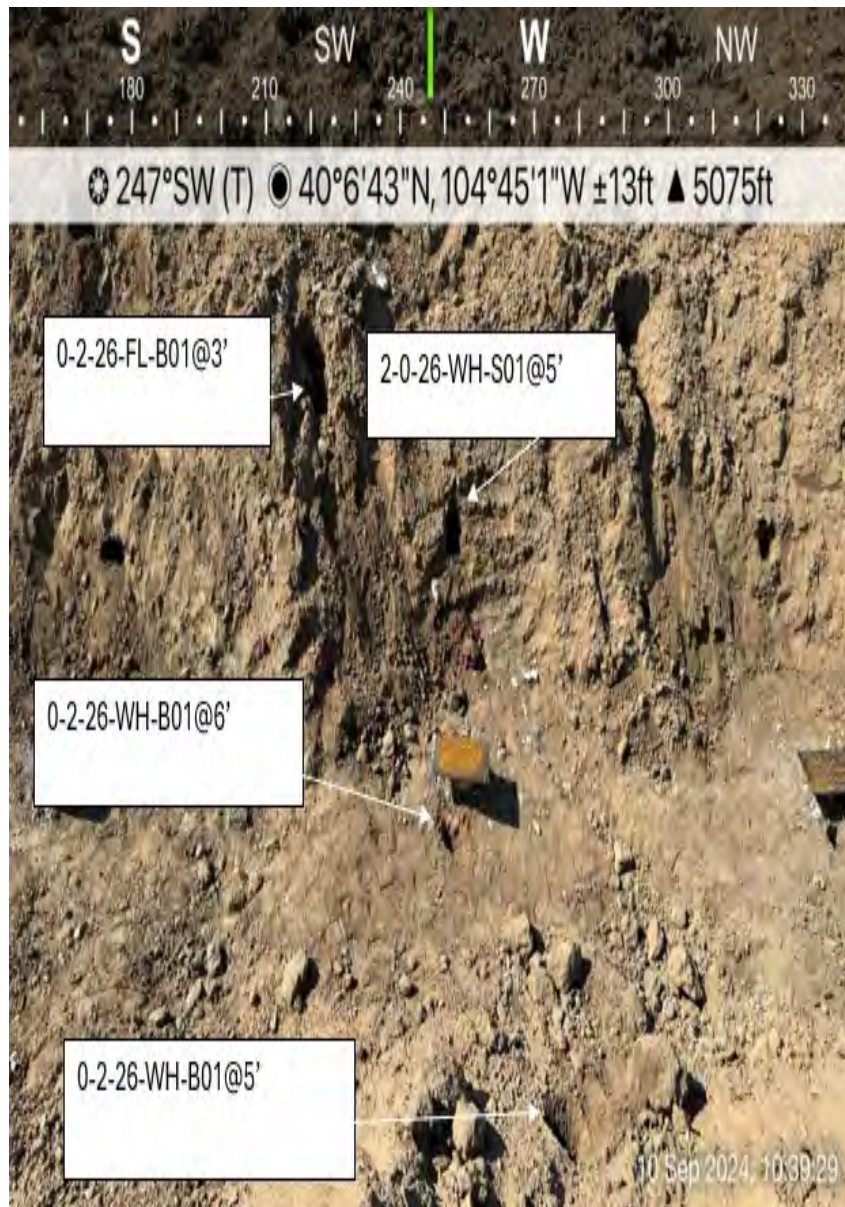 S SW W NW
180 210 240 270 300 330
247°SW (T) 40°6'43"N, 104°45'1"W ±13ft ▲ 5075ft
0-2-26-FL-B01@3’
2-0-26-WH-S01@5’
0-2-26-WH-B01@6’
0-2-26-WH-B01@5’
10 Sep 2024, 10:39:29